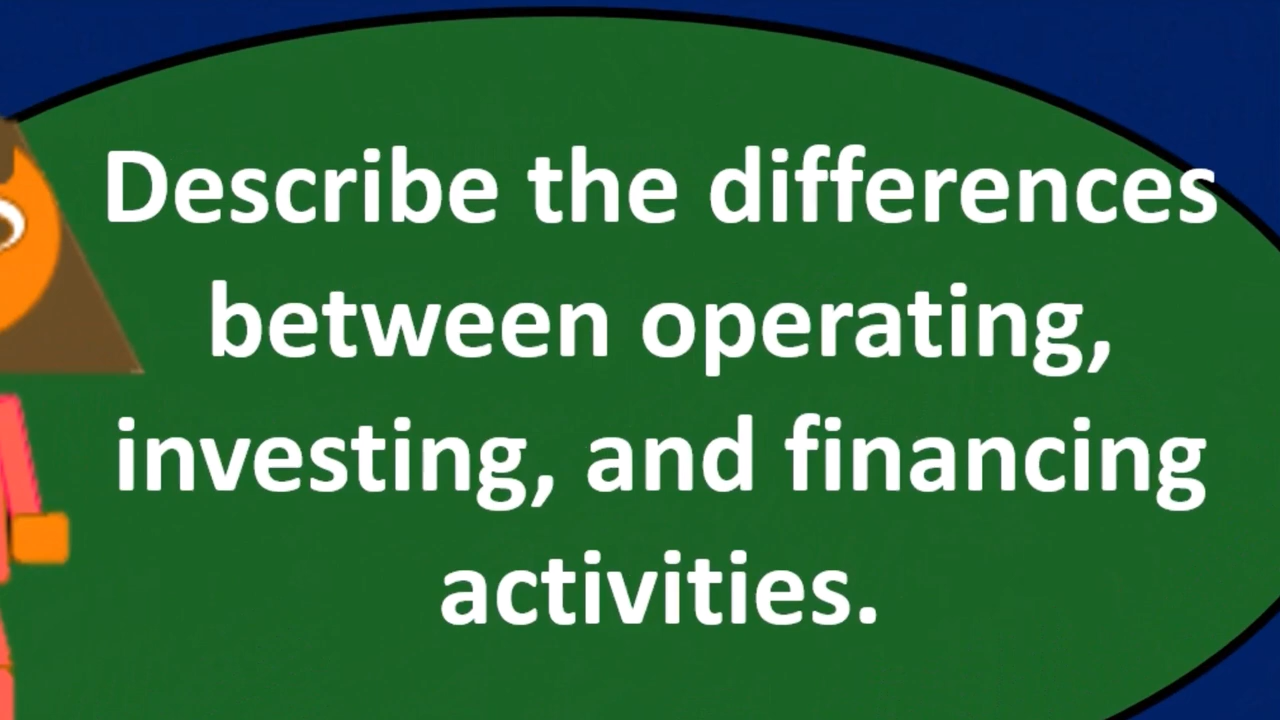 Describe the differences
between operating,
investing, and financing
activities.